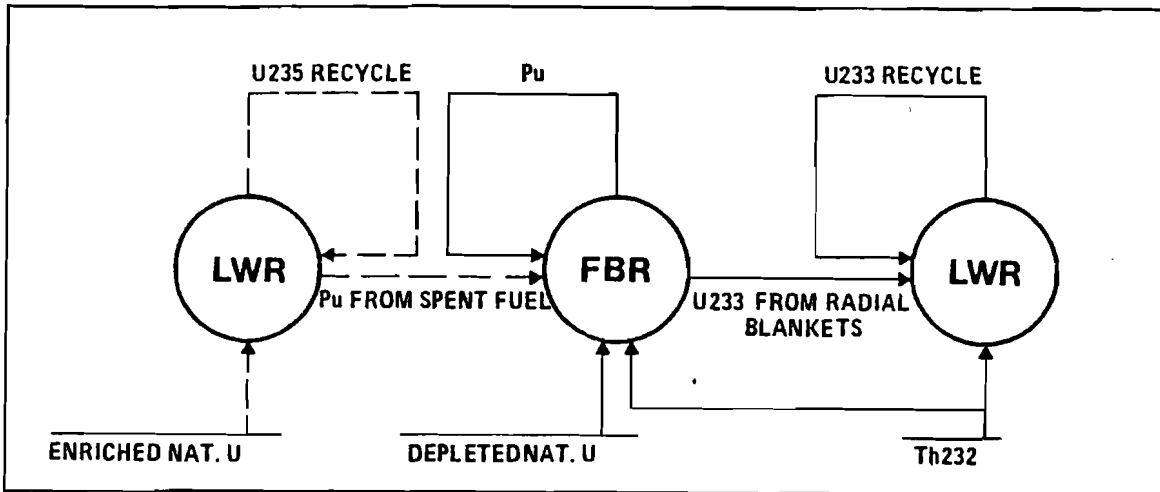 U235 RECYCLE
Pu
U233 RECYCLE
LWR
FBR
LWR
Pu FROM SPENT FUEL
U233 FROM RADIAL
BLANKETS
ENRICHED NAT. U
DEPLETEDNAT. U
Th232